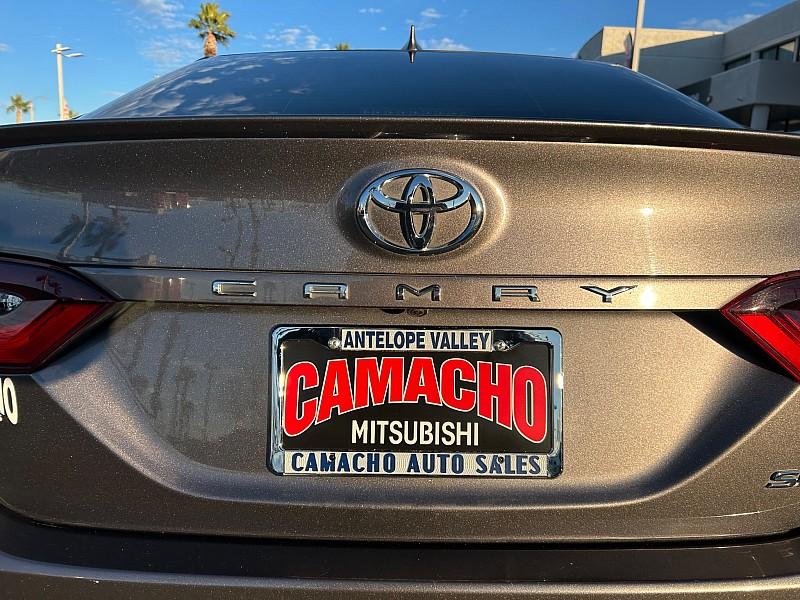 CAMRY
ANTELOPE VALLEY
CAMACHO
MITSUBISHI
CAMACHO AUTO SALES